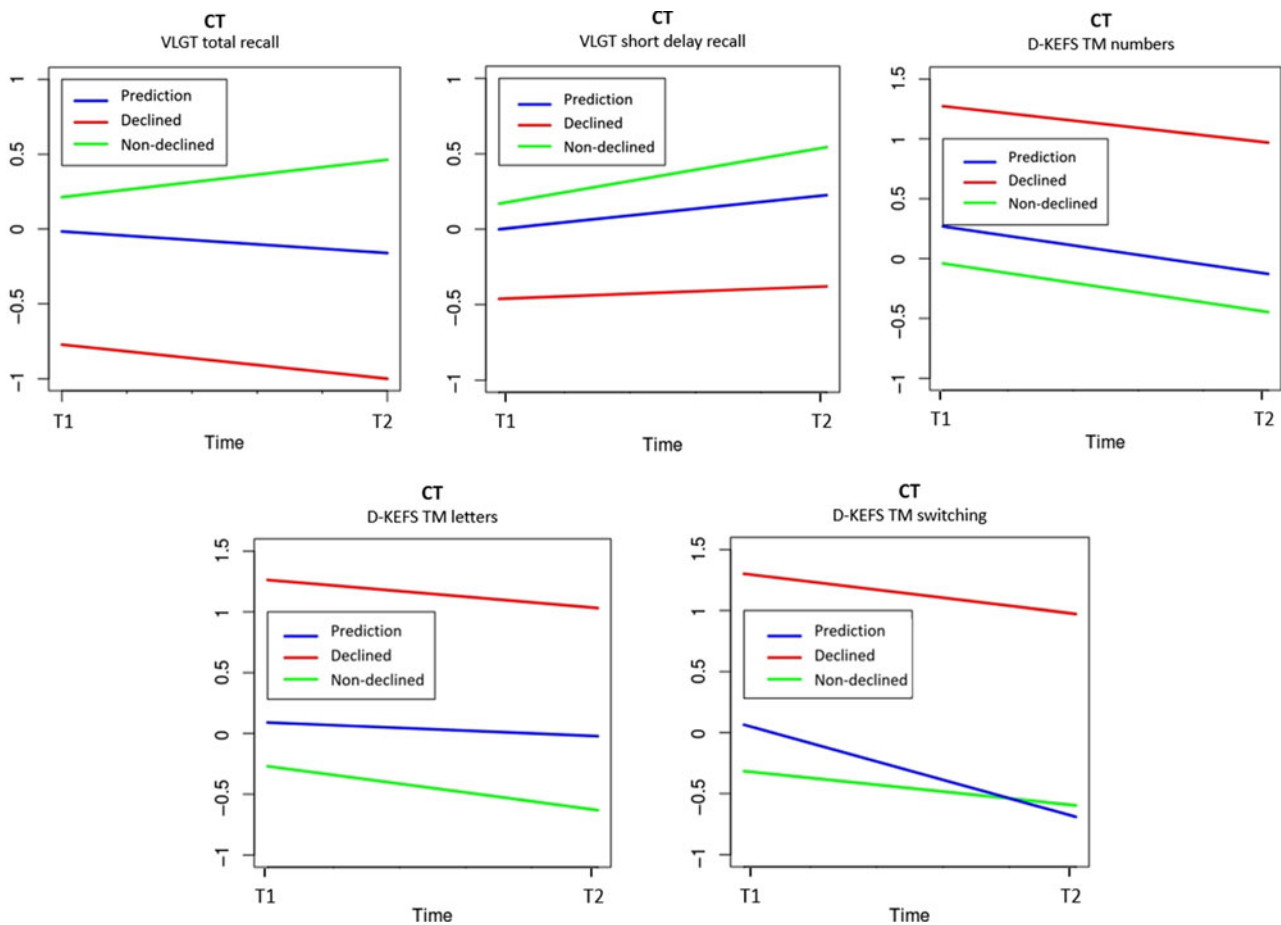 CT
VLGT total recall
1
0.5
0
−0.5
−1
Prediction
Declined
Non-declined
T1
T2
Time
CT
VLGT short delay recall
1
0.5
0
−0.5
−1
Prediction
Declined
Non-declined
T1
T2
Time
CT
D-KEFS TM numbers
1.5
1
0.5
0
−0.5
−1
Prediction
Declined
Non-declined
T1
T2
Time
CT
D-KEFS TM letters
1.5
1
0.5
0
−0.5
−1
Prediction
Declined
Non-declined
T1
T2
Time
CT
D-KEFS TM switching
1.5
1
0.5
0
−0.5
−1
Prediction
Declined
Non-declined
T1
T2
Time